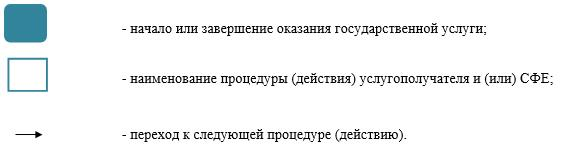 - начало или завершение оказания государственной услуги;
- наименование процедуры (действия) услугополучателя и (или) СФЕ;
- переход к следующей процедуре (действию).